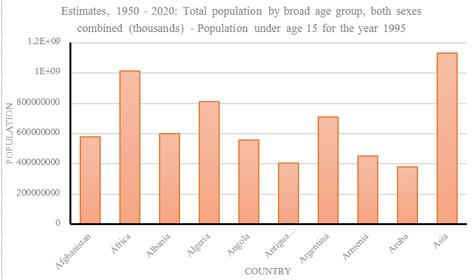 Estimates, 1950 - 2020: Total population by broad age group, both sexes
combined (thousands) - Population under age 15 for the year 1995
1.2E+09
1E+09
800000000
600000000
400000000
200000000
0
POPULATION
Afghanistan
Africa
Albania
Algeria
Angola
Antigua…
Argentina
Armenia
Aruba
Asia
COUNTRY